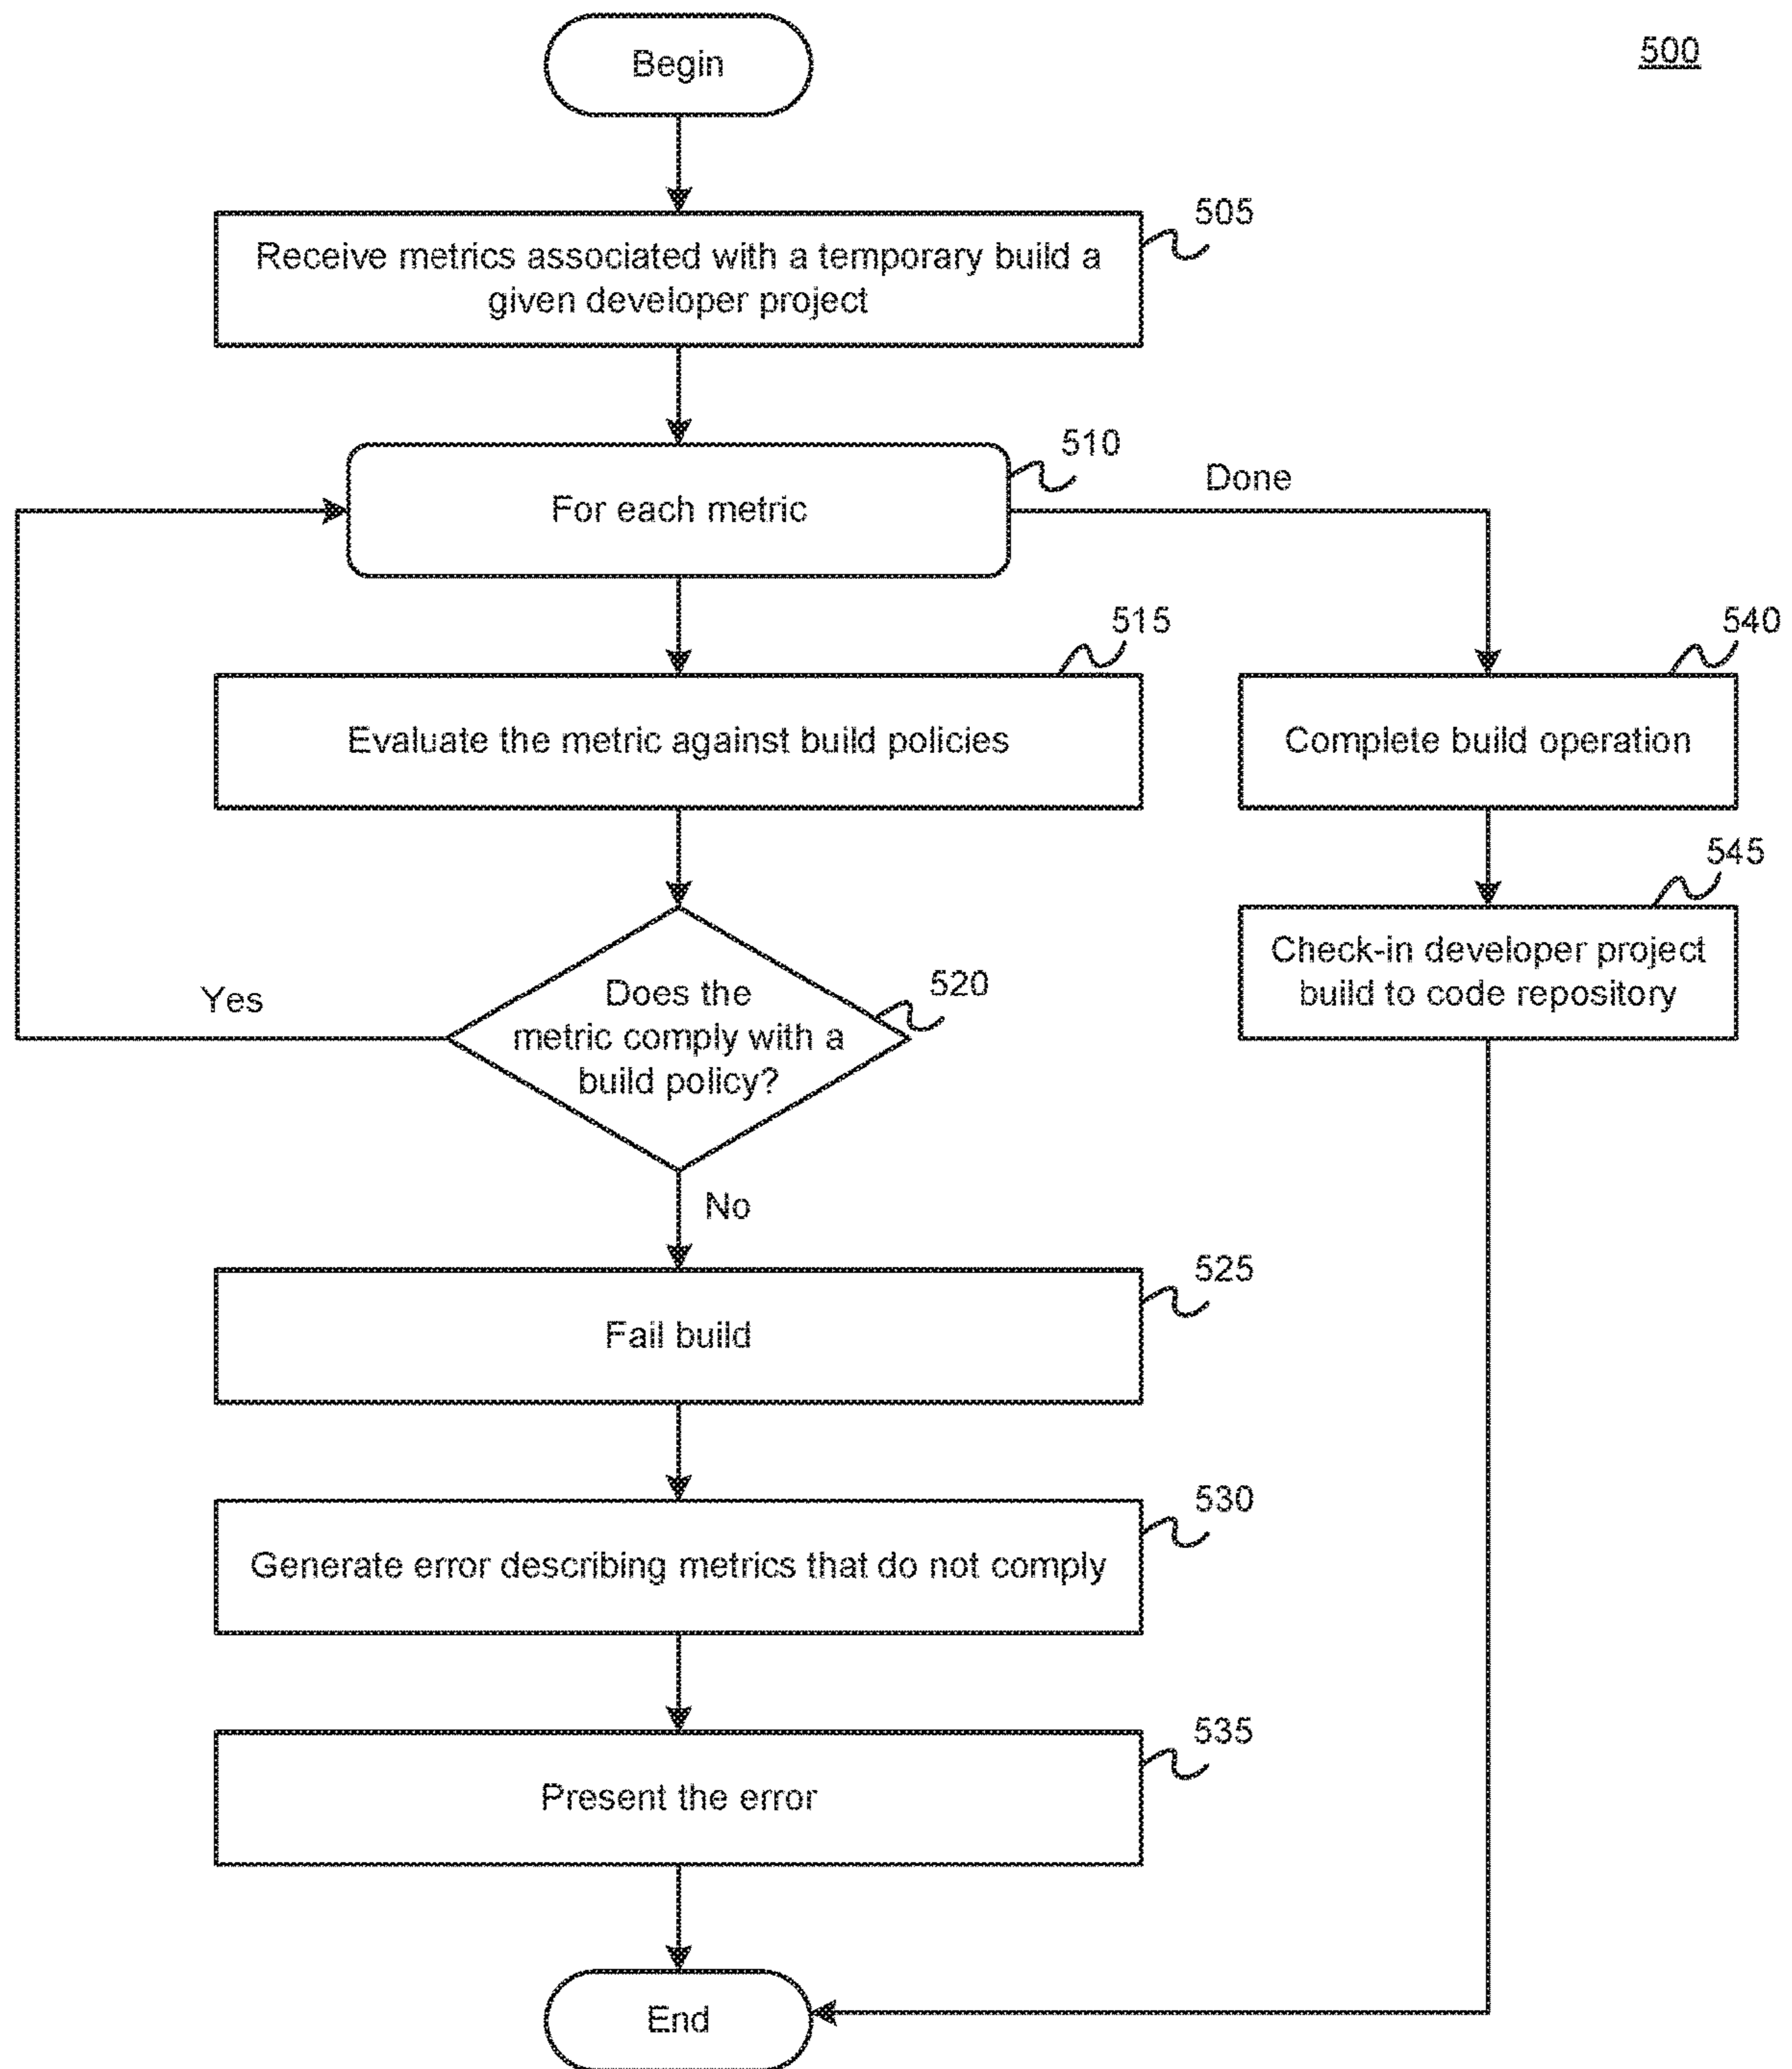 Begin
500
505
Receive metrics associated with a temporary build a
given developer project
510
For each metric
Done
515
Evaluate the metric against build policies
540
Complete build operation
545
Check-in developer project
build to code repository
520
Does the
metric comply with a
build policy?
Yes
No
525
Fail build
530
Generate error describing metrics that do not comply
535
Present the error
End